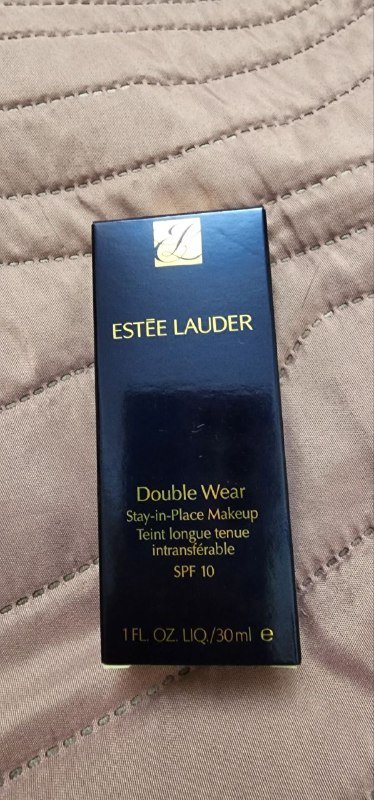 EL
ESTĒE LAUDER
Double Wear
Stay-in-Place Makeup
Teint longue tenue
intransférable
SPF 10
1 FL. OZ. LIQ./30 ml ℮